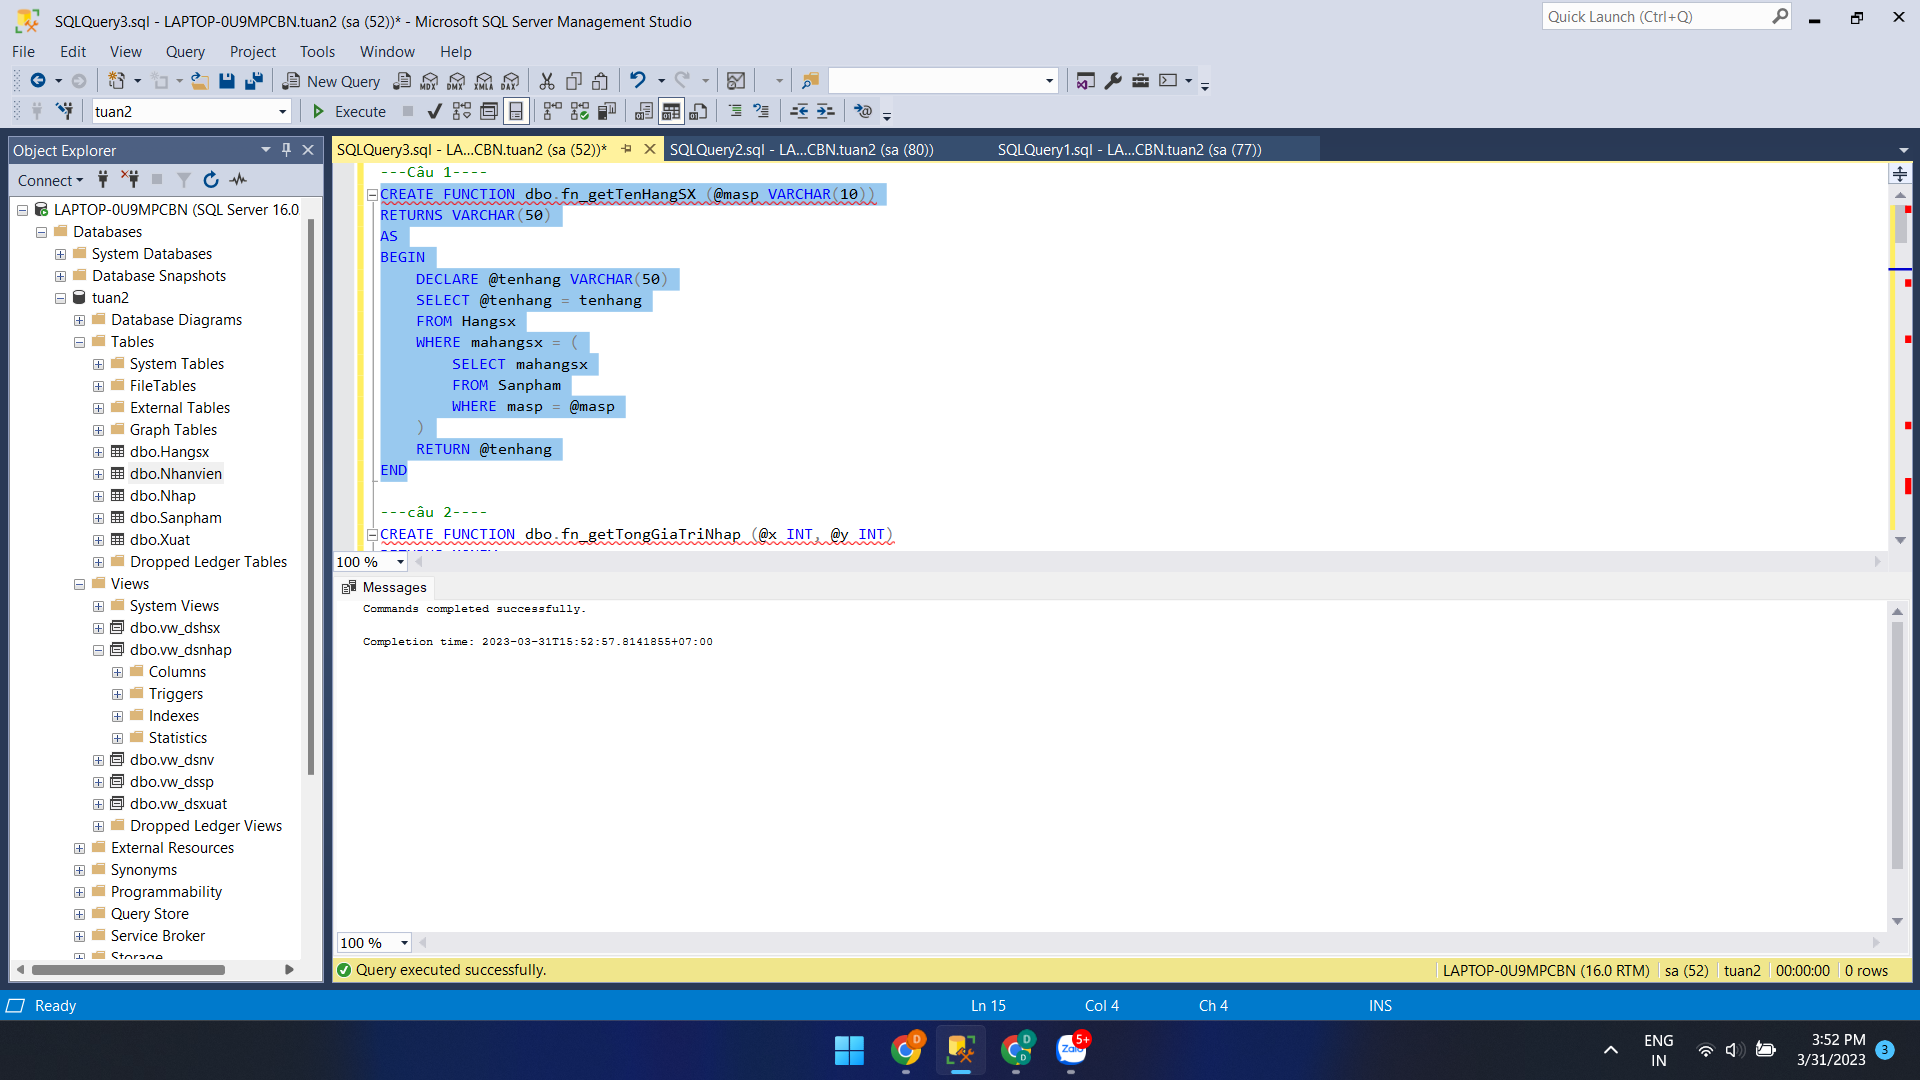 SQLQuery3.sql - LAPTOP-0U9MPCBN.tuan2 (sa (52))* - Microsoft SQL Server Management Studio
Quick Launch (Ctrl+Q)
File Edit View Query Project Tools Window Help
New Query
MDX DMX XMLA DAX
tuan2
Execute
Object Explorer
SQLQuery3.sql - LA...CBN.tuan2 (sa (52))*
SQLQuery2.sql - LA...CBN.tuan2 (sa (80))
SQLQuery1.sql - LA...CBN.tuan2 (sa (77))
Connect
LAPTOP-0U9MPCBN (SQL Server 16.0
Databases
System Databases
Database Snapshots
tuan2
Database Diagrams
Tables
System Tables
FileTables
External Tables
Graph Tables
dbo.Hangsx
dbo.Nhanvien
dbo.Nhap
dbo.Sanpham
dbo.Xuat
Dropped Ledger Tables
Views
System Views
dbo.vw_dshsx
dbo.vw_dsnhap
Columns
Triggers
Indexes
Statistics
dbo.vw_dsnv
dbo.vw_dssp
dbo.vw_dsxuat
Dropped Ledger Views
External Resources
Synonyms
Programmability
Query Store
Service Broker
Storage
---Câu 1----
CREATE FUNCTION dbo.fn_getTenHangSX (@masp VARCHAR(10))
RETURNS VARCHAR(50)
AS
BEGIN
DECLARE @tenhang VARCHAR(50)
SELECT @tenhang = tenhang
FROM Hangsx
WHERE mahangsx = (
SELECT mahangsx
FROM Sanpham
WHERE masp = @masp
)
RETURN @tenhang
END
---câu 2----
CREATE FUNCTION dbo.fn_getTongGiaTriNhap (@x INT, @y INT)
RETURNS MONEY
100 %
Messages
Commands completed successfully.
Completion time: 2023-03-31T15:52:57.8141855+07:00
100 %
Query executed successfully.
LAPTOP-0U9MPCBN (16.0 RTM) sa (52) tuan2 00:00:00 0 rows
Ready
Ln 15
Col 4
Ch 4
INS
D
D
D
Zalo
5+
ENG
IN
3:52 PM
3/31/2023
3